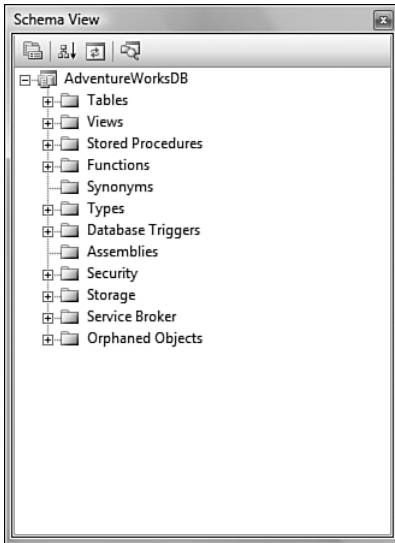 Schema View
AdventureWorksDB
Tables
Views
Stored Procedures
Functions
Synonyms
Types
Database Triggers
Assemblies
Security
Storage
Service Broker
Orphaned Objects